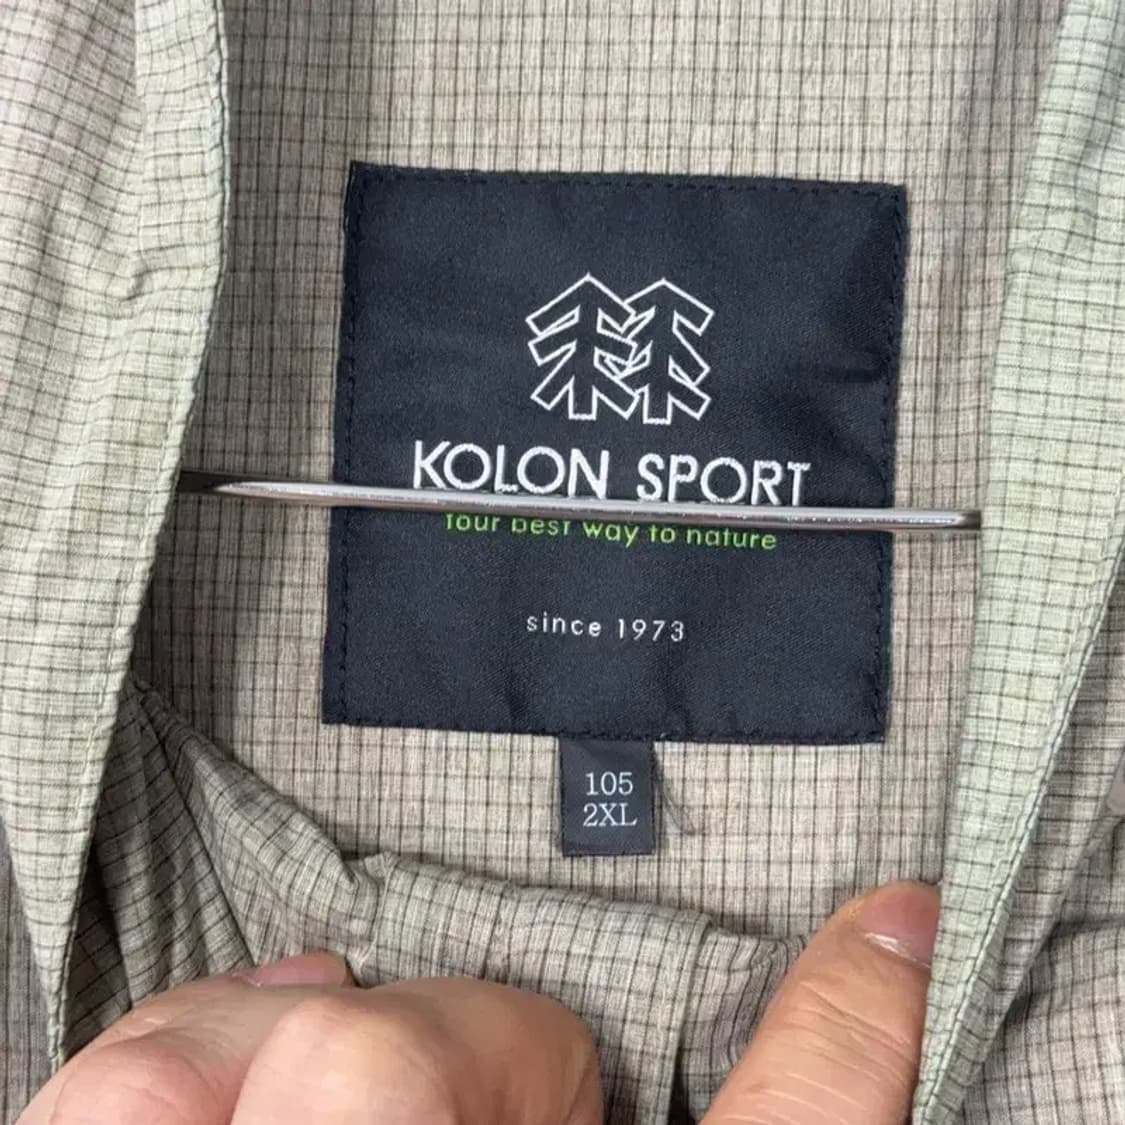 KOLON SPORT
Your best way to nature
since 1973
105
2XL